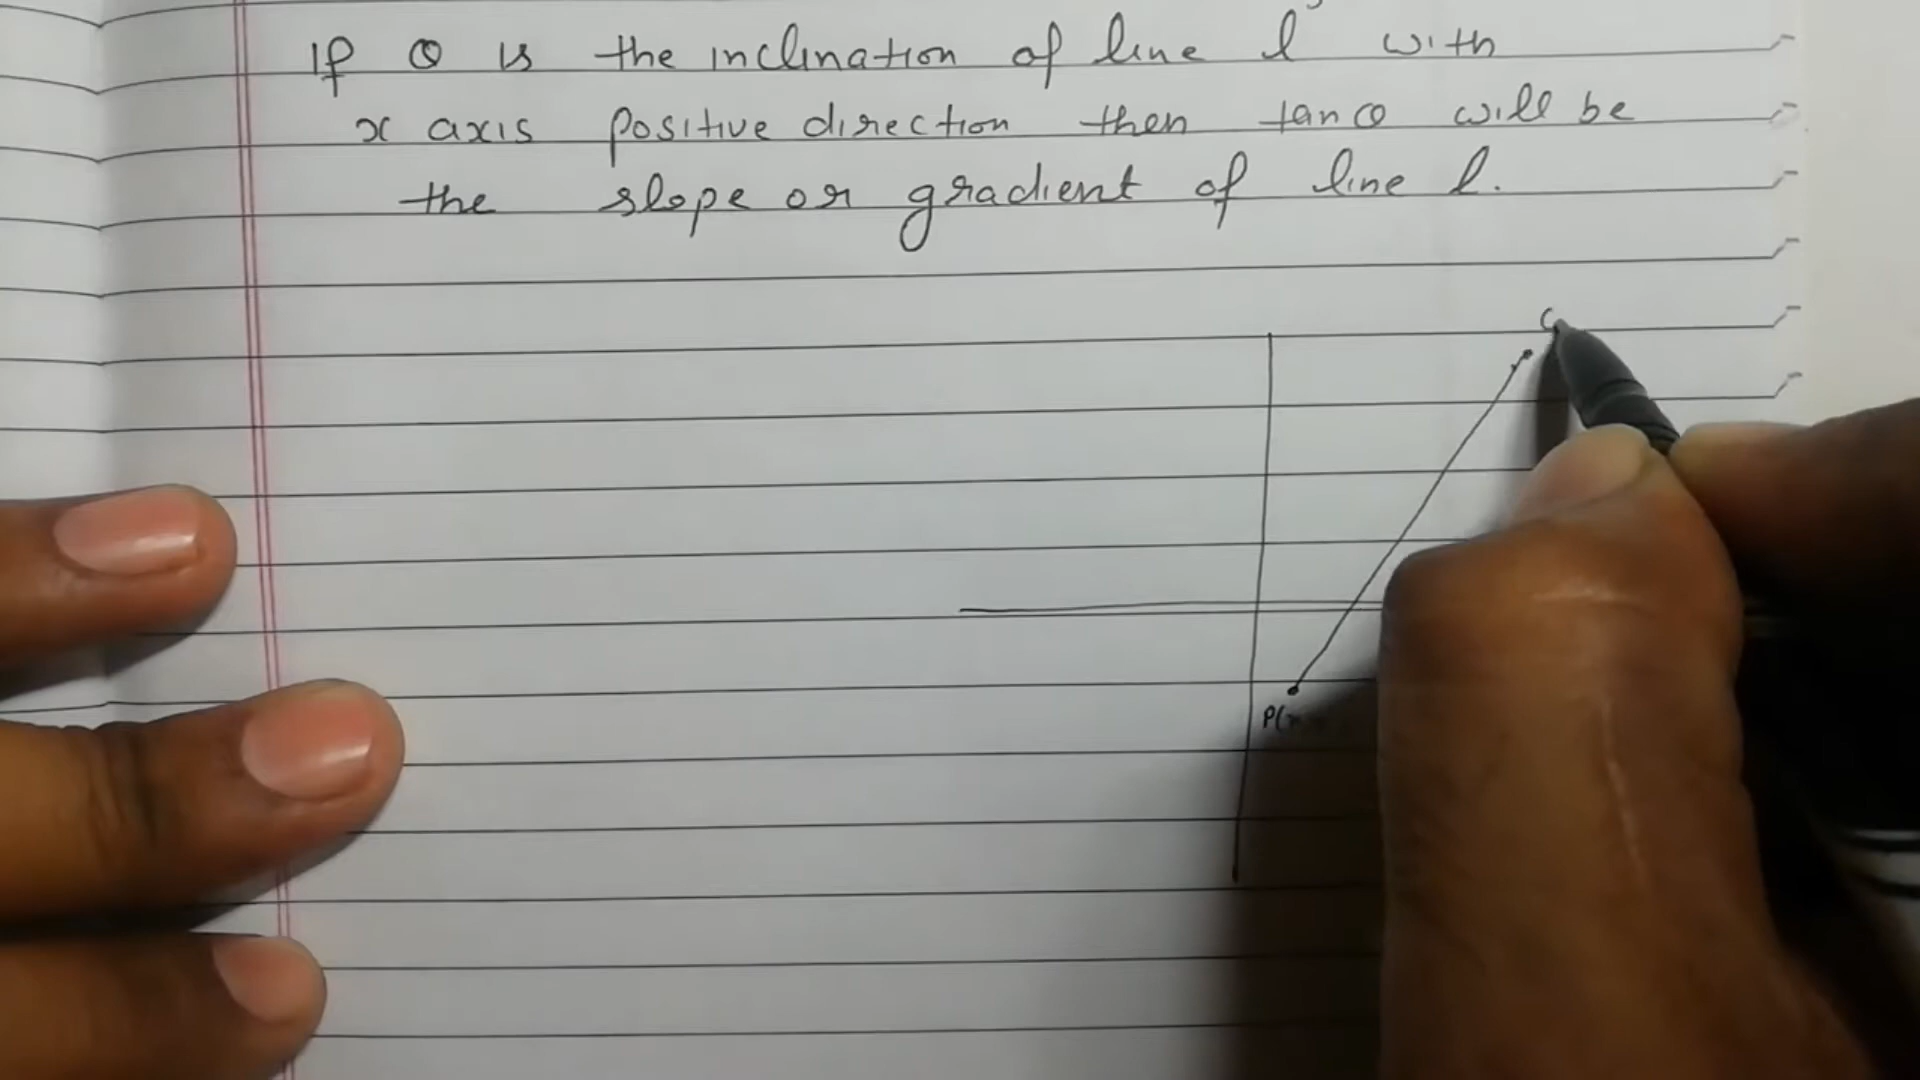 If θ is the inclination of line l with
x axis positive direction then tanθ will be
the slope or gradient of line l.
P(